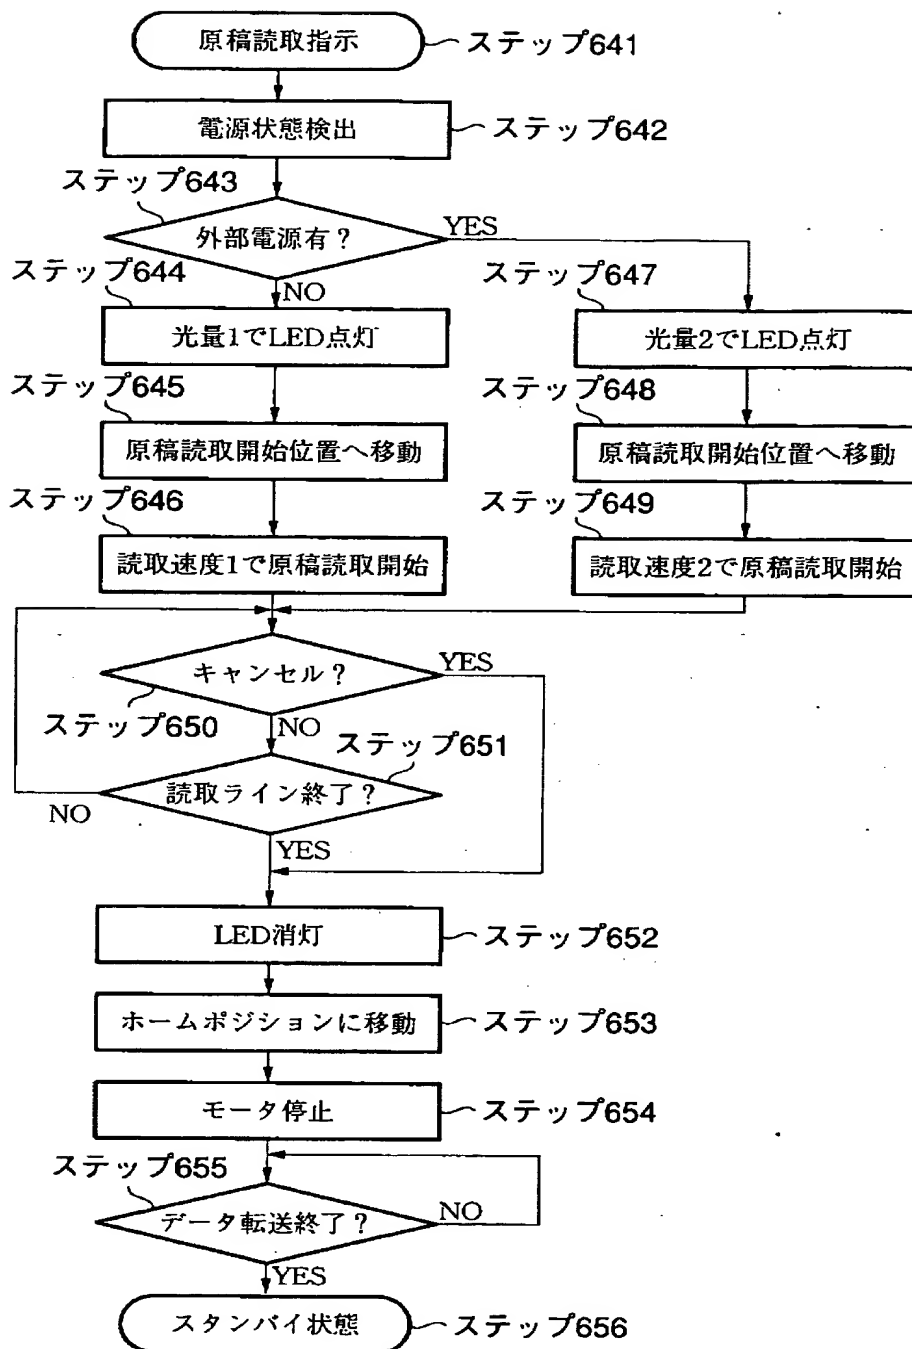 原稿読取指示
ステップ641
電源状態検出
ステップ642
ステップ643
外部電源有?
YES
NO
ステップ644
光量1でLED点灯
ステップ645
原稿読取開始位置へ移動
ステップ646
読取速度1で原稿読取開始
ステップ647
光量2でLED点灯
ステップ648
原稿読取開始位置へ移動
ステップ649
読取速度2で原稿読取開始
キャンセル?
YES
ステップ650
NO
ステップ651
読取ライン終了?
NO
YES
LED消灯
ステップ652
ホームポジションに移動
ステップ653
モータ停止
ステップ654
ステップ655
データ転送終了?
NO
YES
スタンバイ状態
ステップ656